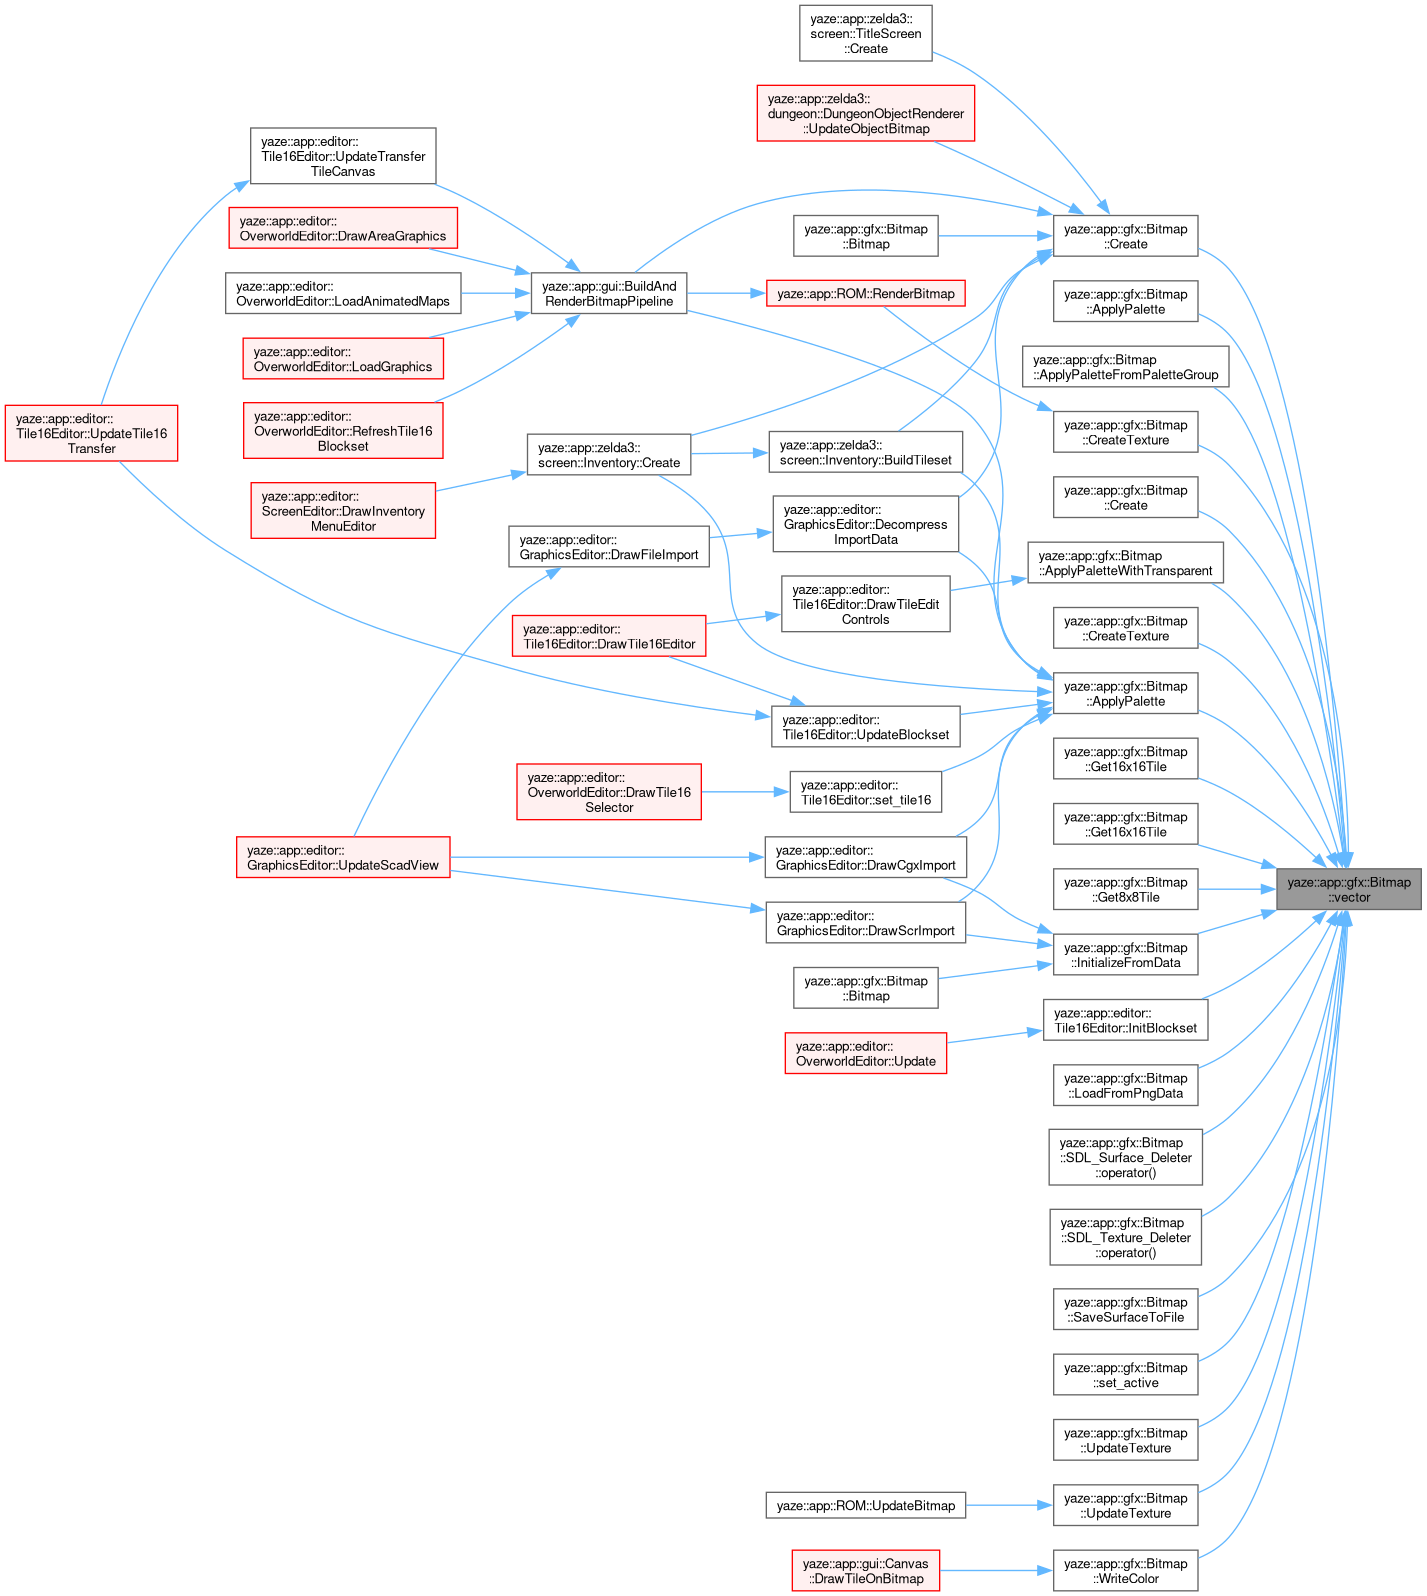 yaze::app::zelda3::
screen::TitleScreen
::Create
yaze::app::zelda3::
dungeon::DungeonObjectRenderer
::UpdateObjectBitmap
yaze::app::editor::
Tile16Editor::UpdateTransfer
TileCanvas
yaze::app::editor::
OverworldEditor::DrawAreaGraphics
yaze::app::gfx::Bitmap
::Bitmap
yaze::app::gfx::Bitmap
::Create
yaze::app::editor::
OverworldEditor::LoadAnimatedMaps
yaze::app::gui::BuildAnd
RenderBitmapPipeline
yaze::app::ROM::RenderBitmap
yaze::app::gfx::Bitmap
::ApplyPalette
yaze::app::editor::
OverworldEditor::LoadGraphics
yaze::app::gfx::Bitmap
::ApplyPaletteFromPaletteGroup
yaze::app::editor::
Tile16Editor::UpdateTile16
Transfer
yaze::app::editor::
OverworldEditor::RefreshTile16
Blockset
yaze::app::gfx::Bitmap
::CreateTexture
yaze::app::zelda3::
screen::Inventory::Create
yaze::app::zelda3::
screen::Inventory::BuildTileset
yaze::app::editor::
ScreenEditor::DrawInventory
MenuEditor
yaze::app::gfx::Bitmap
::Create
yaze::app::editor::
GraphicsEditor::DrawFileImport
yaze::app::editor::
GraphicsEditor::Decompress
ImportData
yaze::app::gfx::Bitmap
::ApplyPaletteWithTransparent
yaze::app::editor::
Tile16Editor::DrawTileEdit
Controls
yaze::app::editor::
Tile16Editor::DrawTile16Editor
yaze::app::gfx::Bitmap
::CreateTexture
yaze::app::gfx::Bitmap
::ApplyPalette
yaze::app::editor::
Tile16Editor::UpdateBlockset
yaze::app::gfx::Bitmap
::Get16x16Tile
yaze::app::editor::
OverworldEditor::DrawTile16
Selector
yaze::app::editor::
Tile16Editor::set_tile16
yaze::app::gfx::Bitmap
::Get16x16Tile
yaze::app::editor::
GraphicsEditor::UpdateScadView
yaze::app::editor::
GraphicsEditor::DrawCgxImport
yaze::app::gfx::Bitmap
::Get8x8Tile
yaze::app::gfx::Bitmap
::vector
yaze::app::editor::
GraphicsEditor::DrawScrImport
yaze::app::gfx::Bitmap
::InitializeFromData
yaze::app::gfx::Bitmap
::Bitmap
yaze::app::editor::
Tile16Editor::InitBlockset
yaze::app::editor::
OverworldEditor::Update
yaze::app::gfx::Bitmap
::LoadFromPngData
yaze::app::gfx::Bitmap
::SDL_Surface_Deleter
::operator()
yaze::app::gfx::Bitmap
::SDL_Texture_Deleter
::operator()
yaze::app::gfx::Bitmap
::SaveSurfaceToFile
yaze::app::gfx::Bitmap
::set_active
yaze::app::gfx::Bitmap
::UpdateTexture
yaze::app::ROM::UpdateBitmap
yaze::app::gfx::Bitmap
::UpdateTexture
yaze::app::gui::Canvas
::DrawTileOnBitmap
yaze::app::gfx::Bitmap
::WriteColor